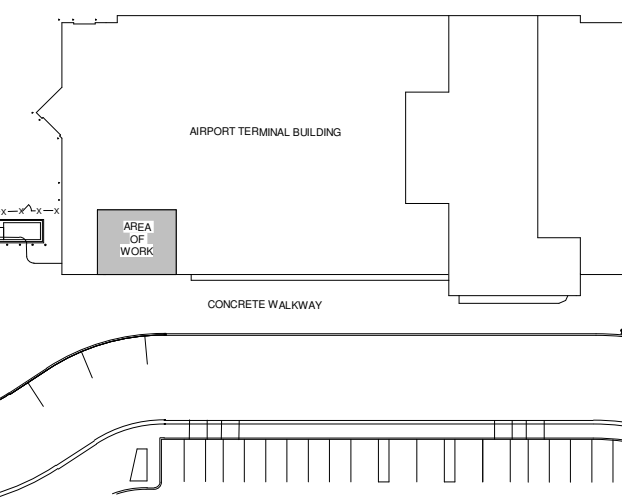 AIRPORT TERMINAL BUILDING
X X X X
AREA
OF
WORK
CONCRETE WALKWAY